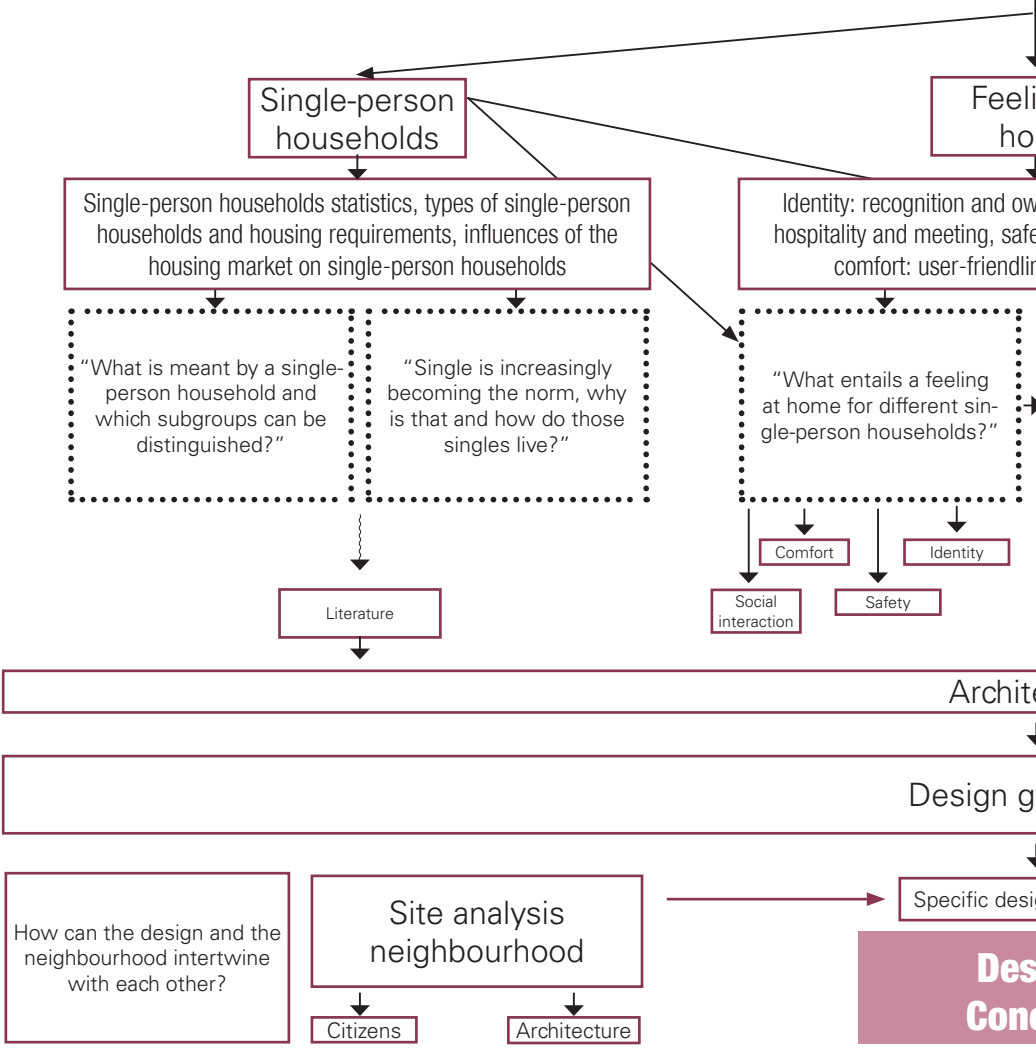 Single-person
households
Feeli
ho
Single-person households statistics, types of single-person
households and housing requirements, influences of the
housing market on single-person households
Identity: recognition and ow
hospitality and meeting, safe
comfort: user-friendlin
“What is meant by a single-
person household and
which subgroups can be
distinguished?”
“Single is increasingly
becoming the norm, why
is that and how do those
singles live?”
“What entails a feeling
at home for different sin-
gle-person households?”
Comfort
Identity
Social
interaction
Safety
Literature
Archite
Design g
How can the design and the
neighbourhood intertwine
with each other?
Site analysis
neighbourhood
Specific desig
Citizens
Architecture
Des
Conc